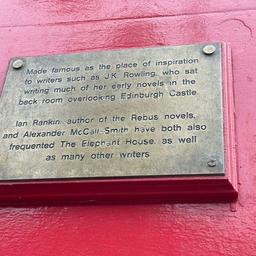 Made famous as the place of inspiration
to writers such as J.K. Rowling, who sat
writing much of her early novels in the
back room overlooking Edinburgh Castle.
Ian Rankin, author of the Rebus novels,
and Alexander McCall-Smith have both also
frequented The Elephant House, as well
as many other writers.